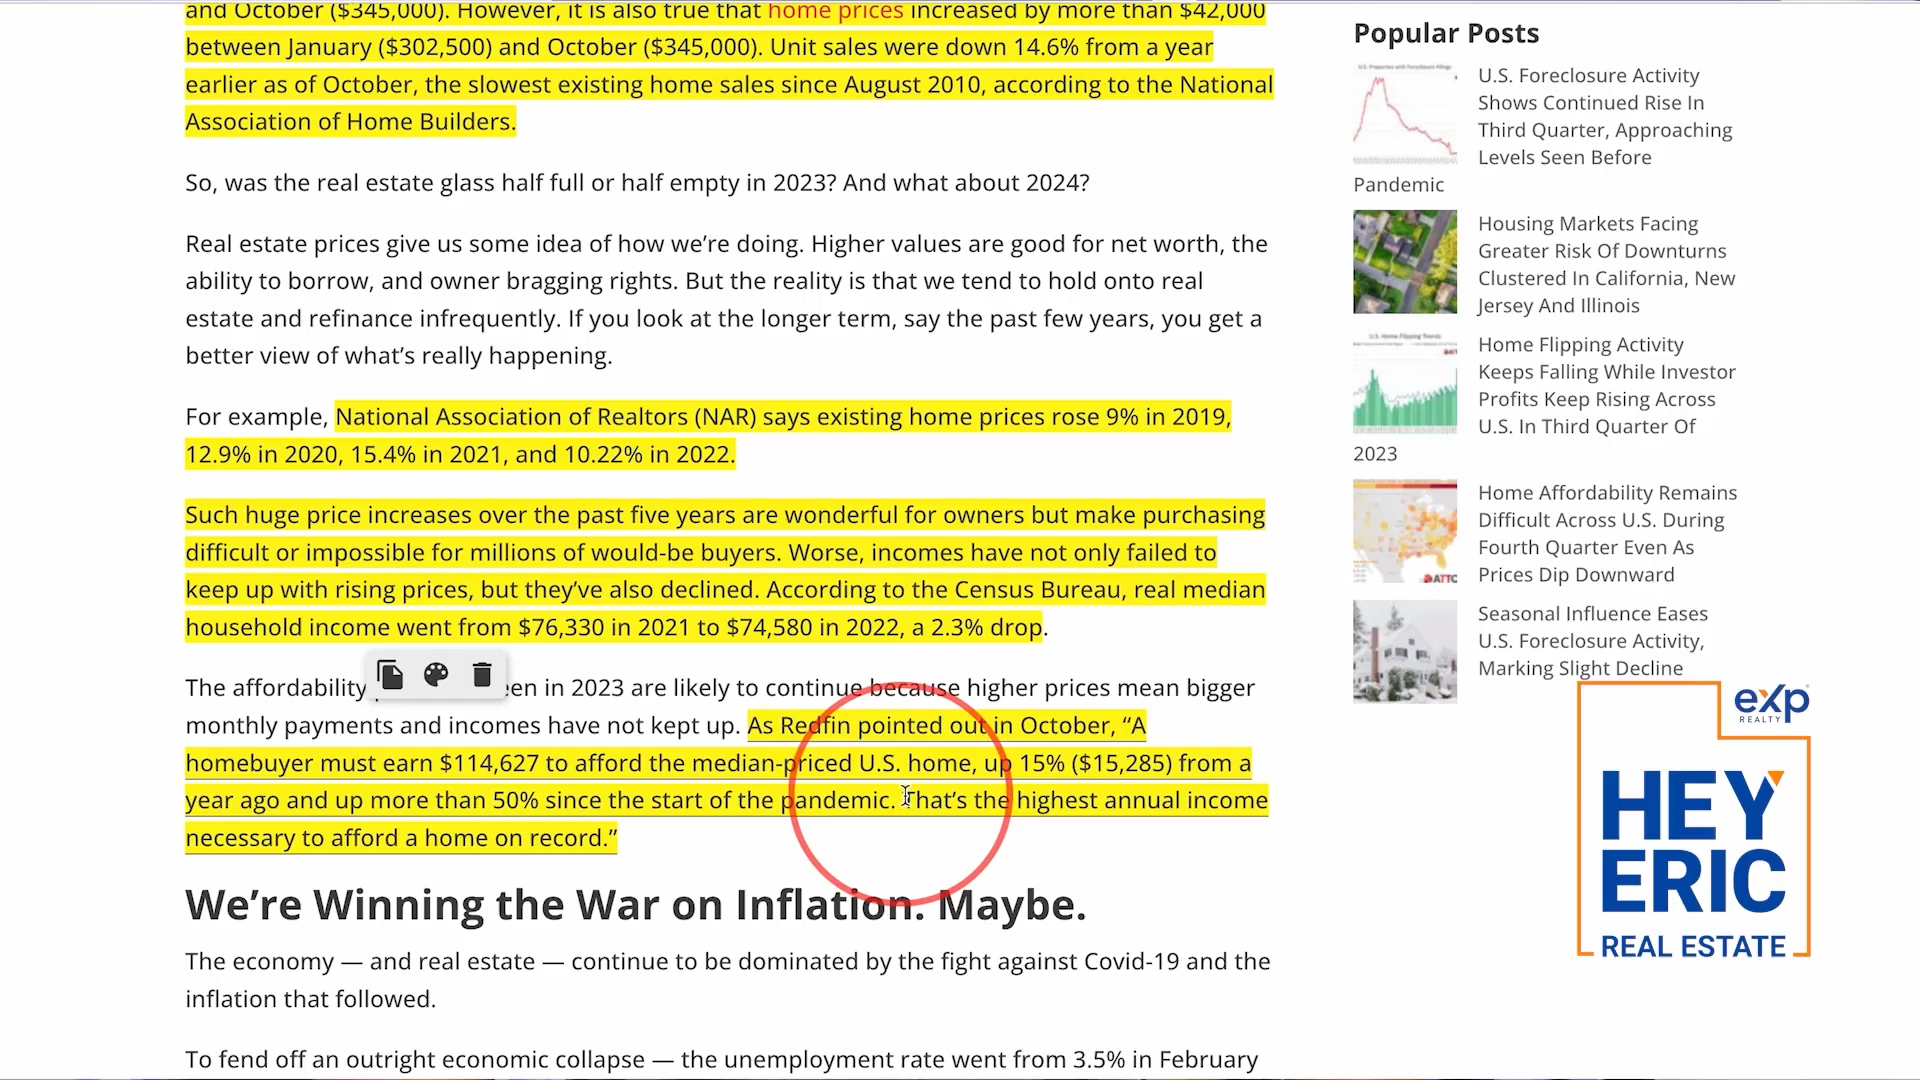 and October ($345,000). However, it is also true that home prices increased by more than $42,000
between January ($302,500) and October ($345,000). Unit sales were down 14.6% from a year
earlier as of October, the slowest existing home sales since August 2010, according to the National
Association of Home Builders.
So, was the real estate glass half full or half empty in 2023? And what about 2024?
Real estate prices give us some idea of how we’re doing. Higher values are good for net worth, the
ability to borrow, and owner bragging rights. But the reality is that we tend to hold onto real
estate and refinance infrequently. If you look at the longer term, say the past few years, you get a
better view of what’s really happening.
For example, National Association of Realtors (NAR) says existing home prices rose 9% in 2019,
12.9% in 2020, 15.4% in 2021, and 10.22% in 2022.
Such huge price increases over the past five years are wonderful for owners but make purchasing
difficult or impossible for millions of would-be buyers. Worse, incomes have not only failed to
keep up with rising prices, but they’ve also declined. According to the Census Bureau, real median
household income went from $76,330 in 2021 to $74,580 in 2022, a 2.3% drop.
The affordability en in 2023 are likely to continue because higher prices mean bigger
monthly payments and incomes have not kept up. As Redfin pointed out in October, “A
homebuyer must earn $114,627 to afford the median-priced U.S. home, up 15% ($15,285) from a
year ago and up more than 50% since the start of the pandemic. That’s the highest annual income
necessary to afford a home on record.”
We’re Winning the War on Inflation. Maybe.
The economy — and real estate — continue to be dominated by the fight against Covid-19 and the
inflation that followed.
To fend off an outright economic collapse — the unemployment rate went from 3.5% in February
Popular Posts
U.S. Properties with Foreclosure Filings
U.S. Foreclosure Activity
Shows Continued Rise In
Third Quarter, Approaching
Levels Seen Before
Pandemic
Housing Markets Facing
Greater Risk Of Downturns
Clustered In California, New
Jersey And Illinois
U.S. Home Flipping Trends
Home Flipping Activity
Keeps Falling While Investor
Profits Keep Rising Across
U.S. In Third Quarter Of
2023
Home Affordability Remains
Difficult Across U.S. During
Fourth Quarter Even As
Prices Dip Downward
ATTO
Seasonal Influence Eases
U.S. Foreclosure Activity,
Marking Slight Decline
eXp
REALTY
HEY
ERIC
REAL ESTATE